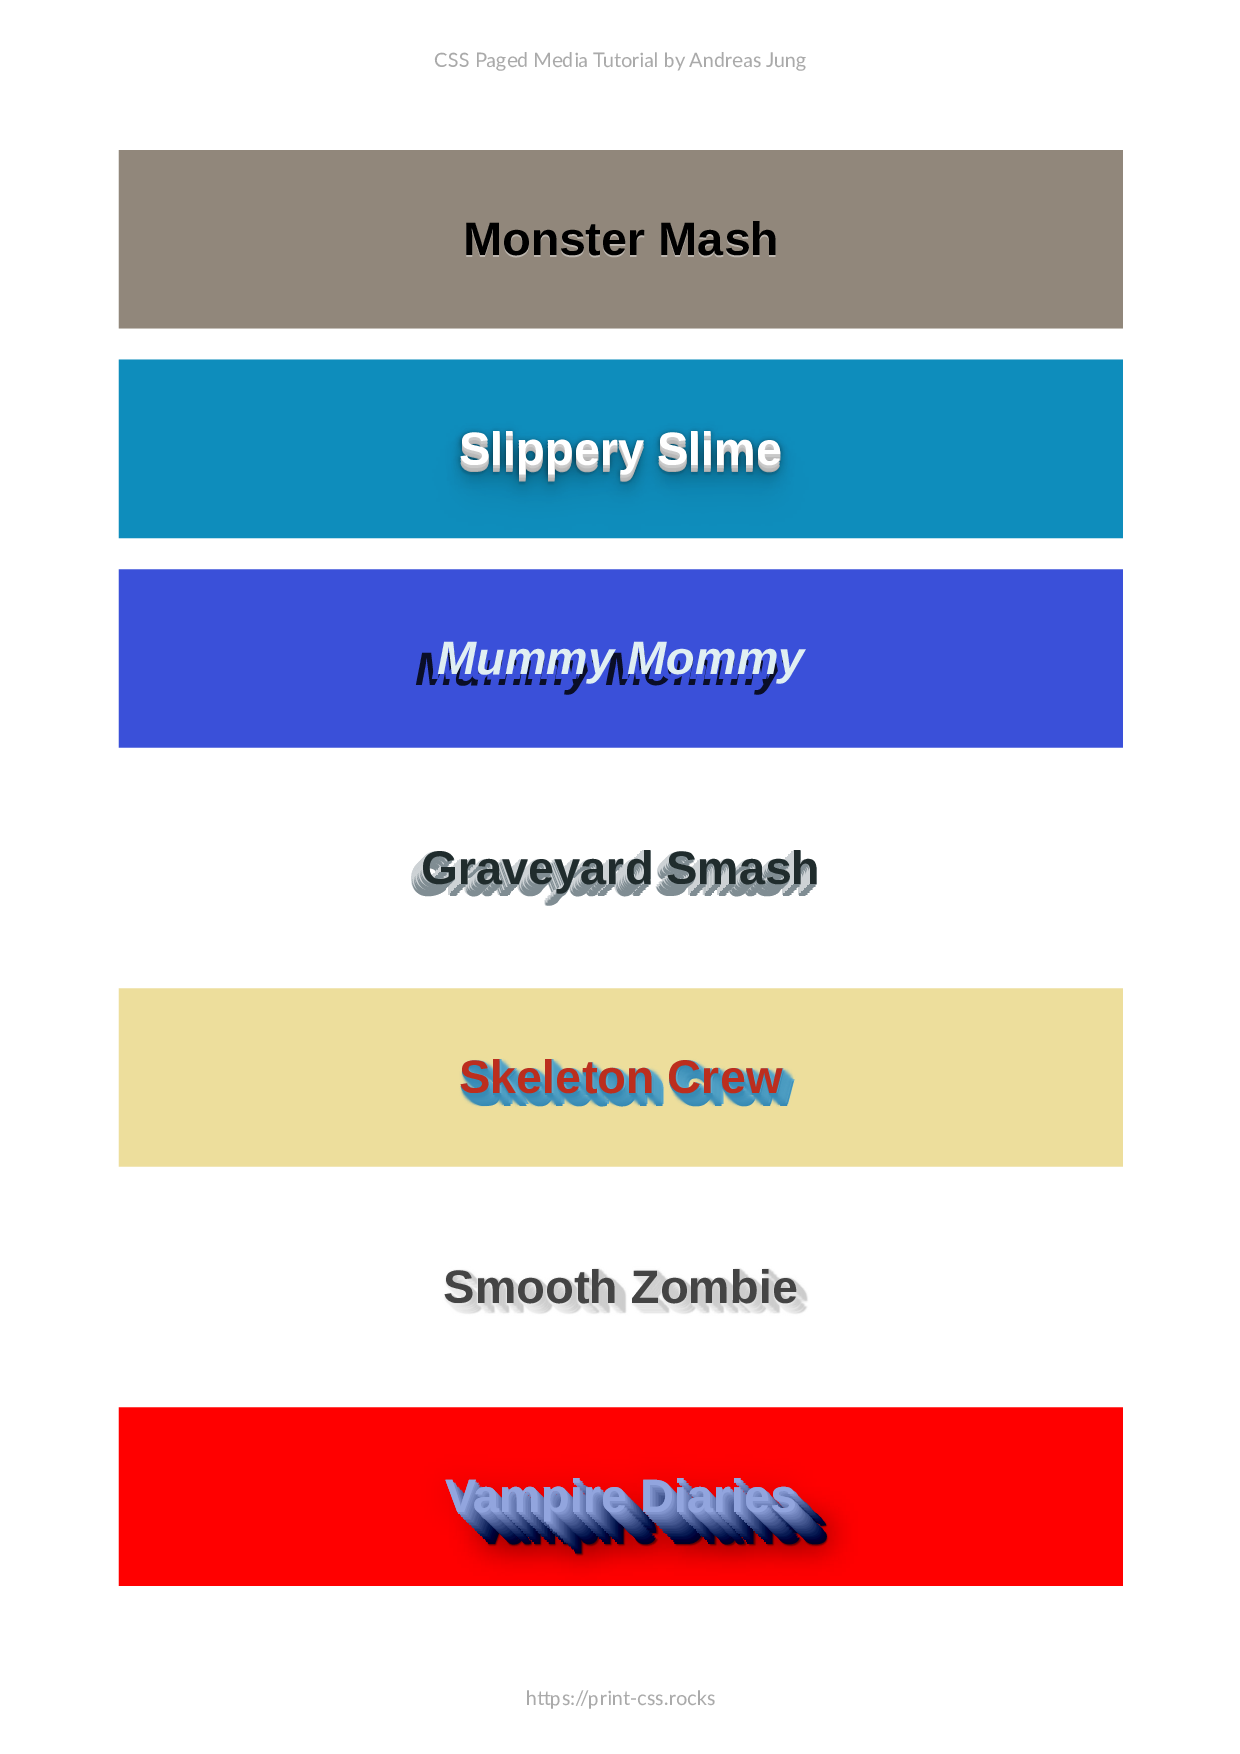 CSS Paged Media Tutorial by Andreas Jung
Monster Mash
Slippery Slime
Mummy Mommy
Graveyard Smash
Skeleton Crew
Smooth Zombie
Vampire Diaries
https://print-css.rocks